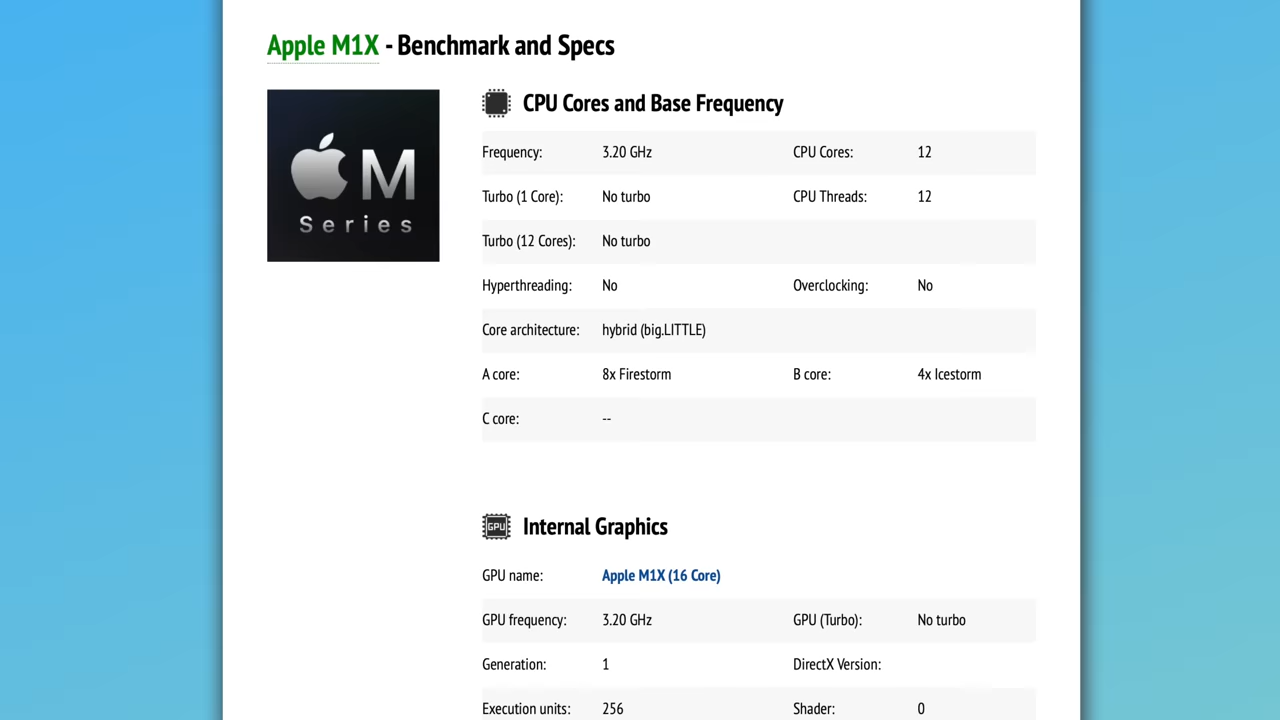 Apple M1X - Benchmark and Specs
M
Series
CPU Cores and Base Frequency
Frequency: 3.20 GHz CPU Cores: 12
Turbo (1 Core): No turbo CPU Threads: 12
Turbo (12 Cores): No turbo
Hyperthreading: No Overclocking: No
Core architecture: hybrid (big.LITTLE)
A core: 8x Firestorm B core: 4x Icestorm
C core: --
GPU
Internal Graphics
GPU name: Apple M1X (16 Core)
GPU frequency: 3.20 GHz GPU (Turbo): No turbo
Generation: 1 DirectX Version:
Execution units: 256 Shader: 0